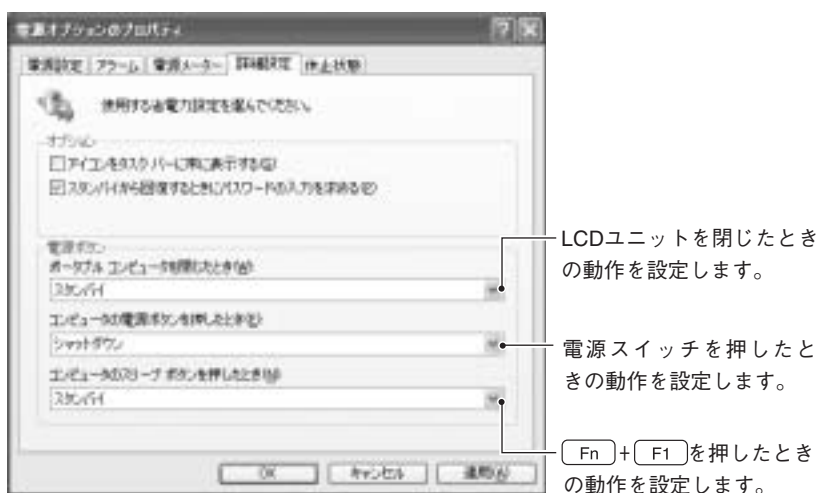 電源オプションのプロパティ
電源設定 アラーム 電源メーター 詳細設定 休止状態
使用する省電力設定を選んでください。
オプション
アイコンをタスク バーに常に表示する(G)
スタンバイから回復するときにパスワードの入力を求める(P)
電源ボタン
ポータブル コンピュータを閉じたとき(W)
スタンバイ
コンピュータの電源ボタンを押したとき(E)
シャットダウン
コンピュータのスリープ ボタンを押したとき(M)
スタンバイ
OK キャンセル 適用(A)
LCDユニットを閉じたとき
の動作を設定します。
電源スイッチを押したと
きの動作を設定します。
Fn + F1 を押したとき
の動作を設定します。